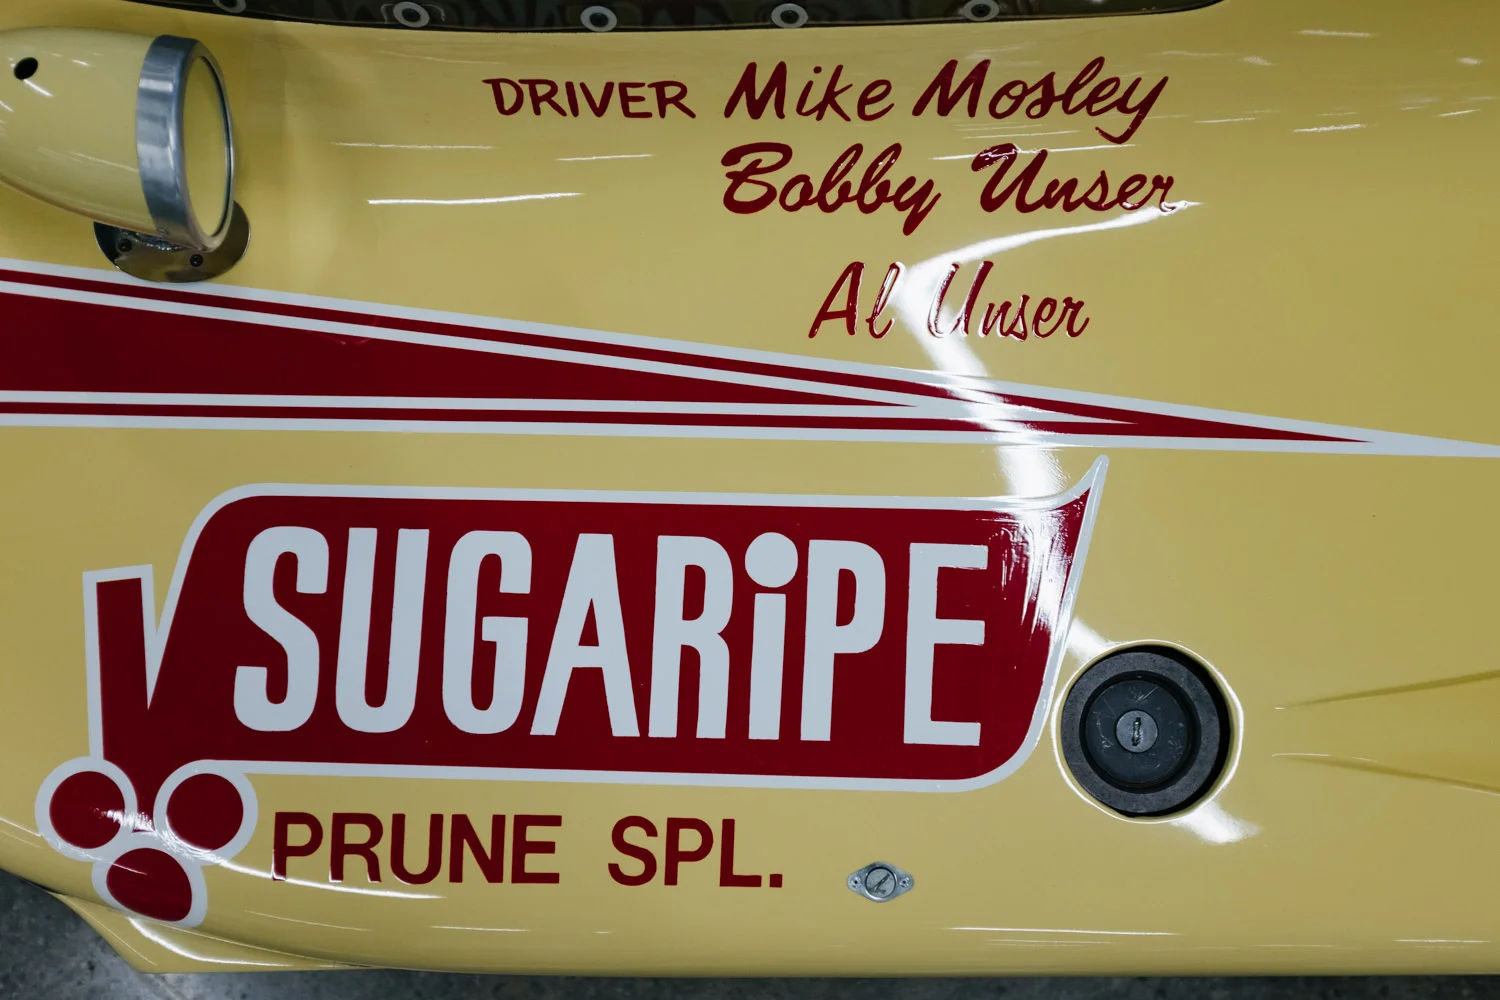 DRIVER Mike Mosley
Bobby Unser
Al Unser
SUGARiPE
PRUNE SPL.